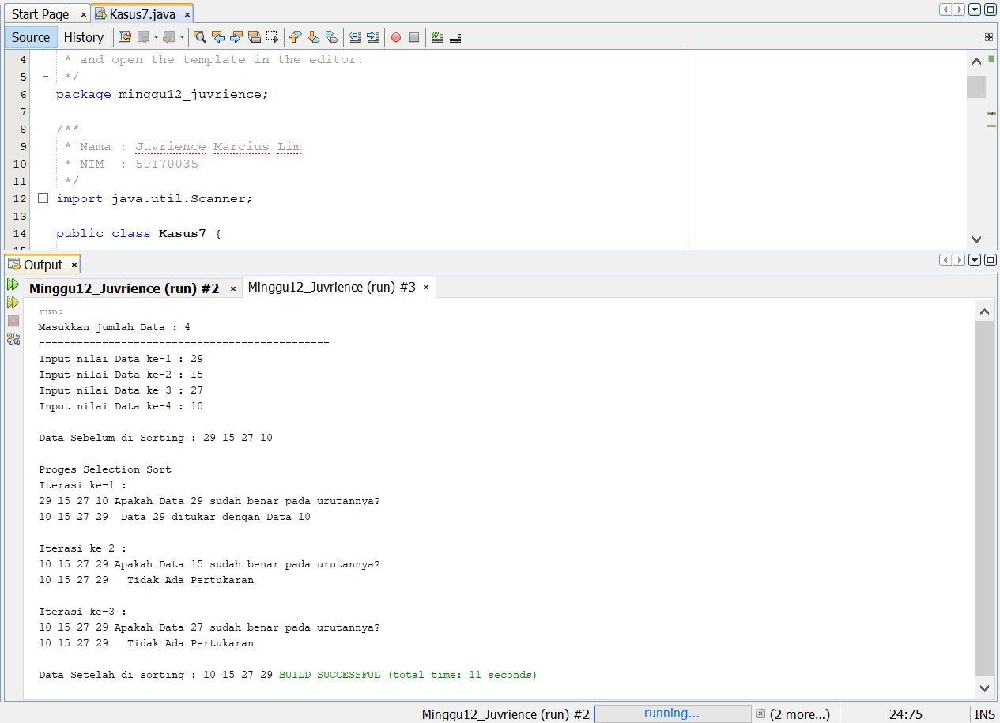 Start Page × Kasus7.java ×
Source History
4 * and open the template in the editor.
5 */
6 package minggu12_juvrience;
7
8 /**
9 * Nama : Juvrience Marcius Lim
10 * NIM : 50170035
11 */
12 import java.util.Scanner;
13
14 public class Kasus7 {
Output ×
Minggu12_Juvrience (run) #2 × Minggu12_Juvrience (run) #3 ×
run:
Masukkan jumlah Data : 4
----------------------------------------------
Input nilai Data ke-1 : 29
Input nilai Data ke-2 : 15
Input nilai Data ke-3 : 27
Input nilai Data ke-4 : 10
Data Sebelum di Sorting : 29 15 27 10
Proges Selection Sort
Iterasi ke-1 :
29 15 27 10 Apakah Data 29 sudah benar pada urutannya?
10 15 27 29  Data 29 ditukar dengan Data 10
Iterasi ke-2 :
10 15 27 29 Apakah Data 15 sudah benar pada urutannya?
10 15 27 29   Tidak Ada Pertukaran
Iterasi ke-3 :
10 15 27 29 Apakah Data 27 sudah benar pada urutannya?
10 15 27 29   Tidak Ada Pertukaran
Data Setelah di sorting : 10 15 27 29 BUILD SUCCESSFUL (total time: 11 seconds)
Minggu12_Juvrience (run) #2 running... (2 more...) 24:75 INS